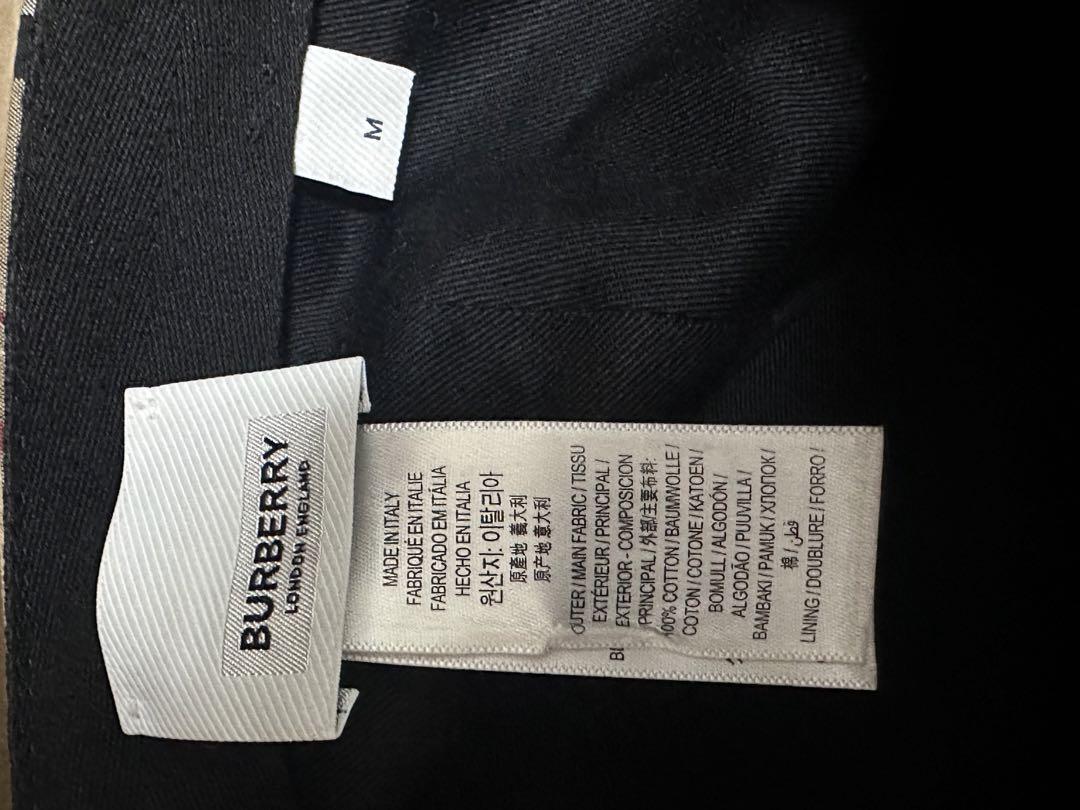 M
BURBERRY
LONDON ENGLAND
MADE IN ITALY
FABRIQUÉ EN ITALIE
FABRICADO EM ITÁLIA
HECHO EN ITALIA
원산지: 이탈리아
原產地 義大利
原产地 意大利
OUTER / MAIN FABRIC / TISSU
EXTÉRIEUR / PRINCIPAL /
EXTERIOR - COMPOSICION
PRINCIPAL / 外部/主要布料:
100% COTTON / BAUMWOLLE /
COTON / COTONE / KATOEN /
BOMULL / ALGODÓN /
ALGODÃO / PUUVILLA /
BAMBAKI / PAMUK / ХЛОПОК /
棉 / قطن
LINING / DOUBLURE / FORRO /